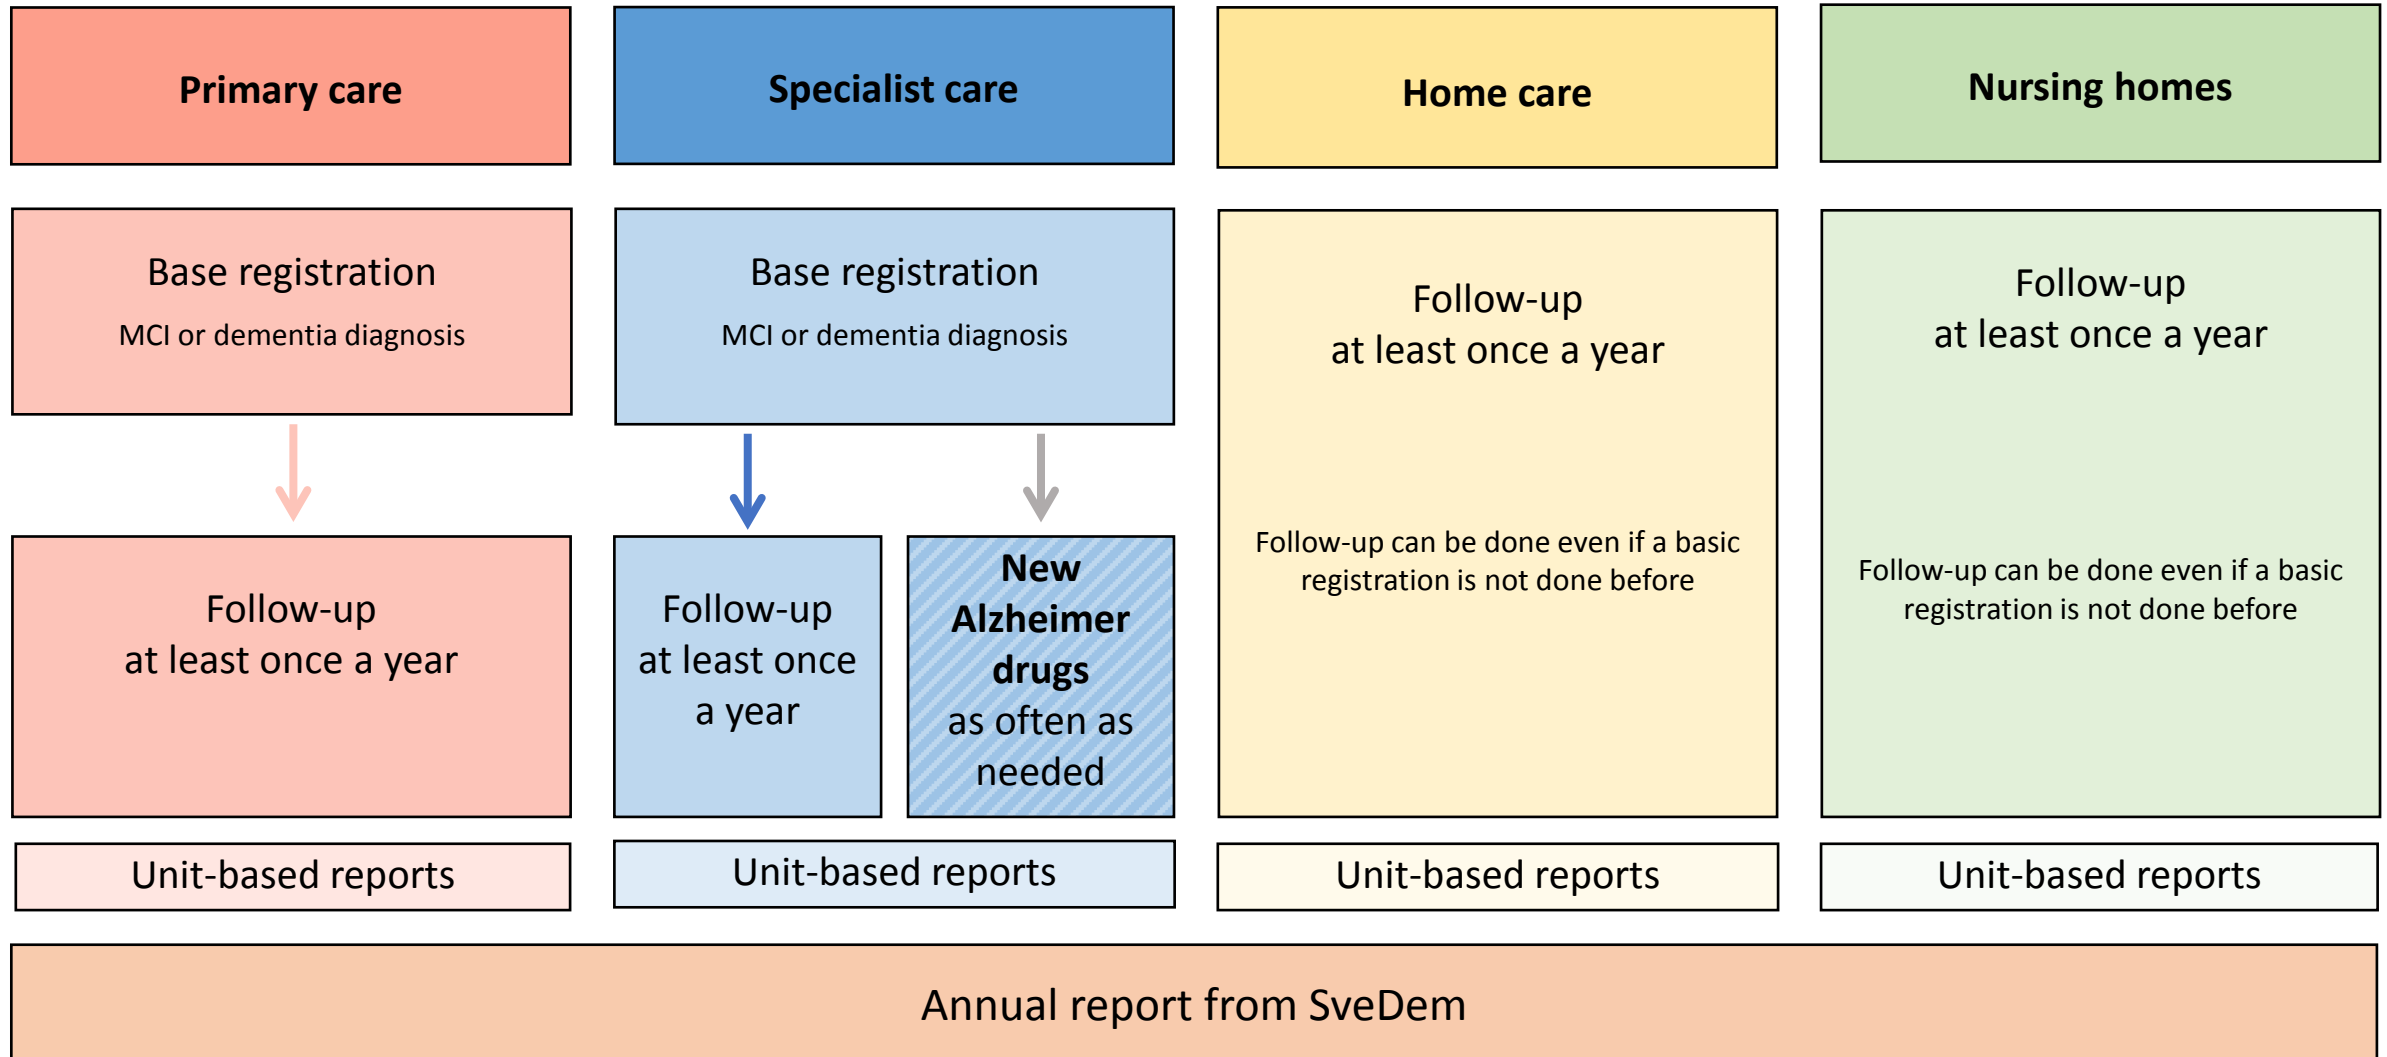 Primary care
Specialist care
Home care
Nursing homes
Base registration
MCI or dementia diagnosis
Base registration
MCI or dementia diagnosis
Follow-up
at least once a year
Follow-up can be done even if a basic
registration is not done before
Follow-up
at least once a year
Follow-up can be done even if a basic
registration is not done before
Follow-up
at least once a year
Follow-up
at least once
a year
New
Alzheimer
drugs
as often as
needed
Unit-based reports
Unit-based reports
Unit-based reports
Unit-based reports
Annual report from SveDem